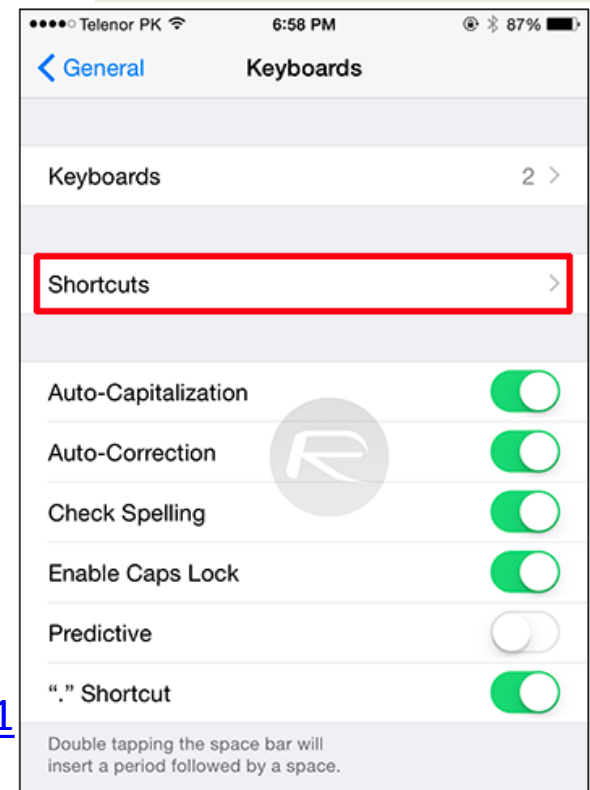 Telenor PK 6:58 PM 87%
General Keyboards
Keyboards 2
Shortcuts
Auto-Capitalization
Auto-Correction
Check Spelling
Enable Caps Lock
Predictive
“.” Shortcut
1
Double tapping the space bar will
insert a period followed by a space.